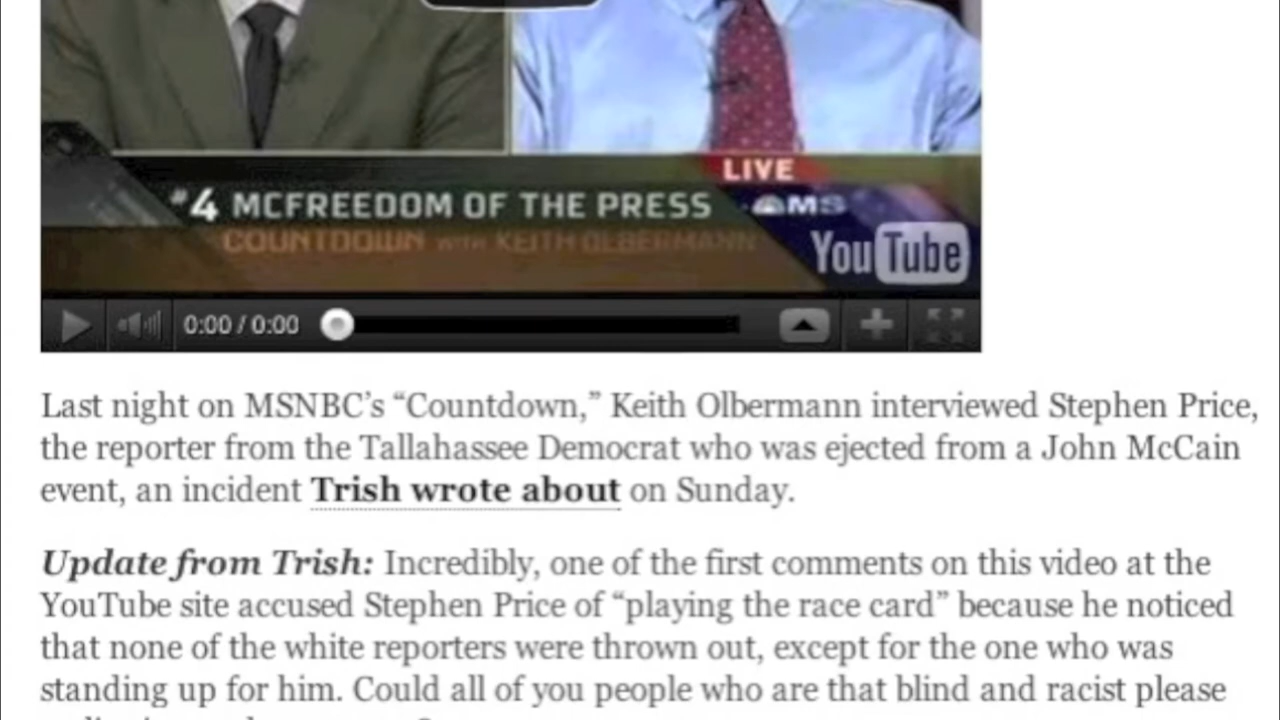 LIVE
#4 MCFREEDOM OF THE PRESS MS
COUNTDOWN WITH KEITH OLBERMANN
YouTube
0:00 / 0:00
Last night on MSNBC’s “Countdown,” Keith Olbermann interviewed Stephen Price,
the reporter from the Tallahassee Democrat who was ejected from a John McCain
event, an incident Trish wrote about on Sunday.
Update from Trish: Incredibly, one of the first comments on this video at the
YouTube site accused Stephen Price of “playing the race card” because he noticed
that none of the white reporters were thrown out, except for the one who was
standing up for him. Could all of you people who are that blind and racist please